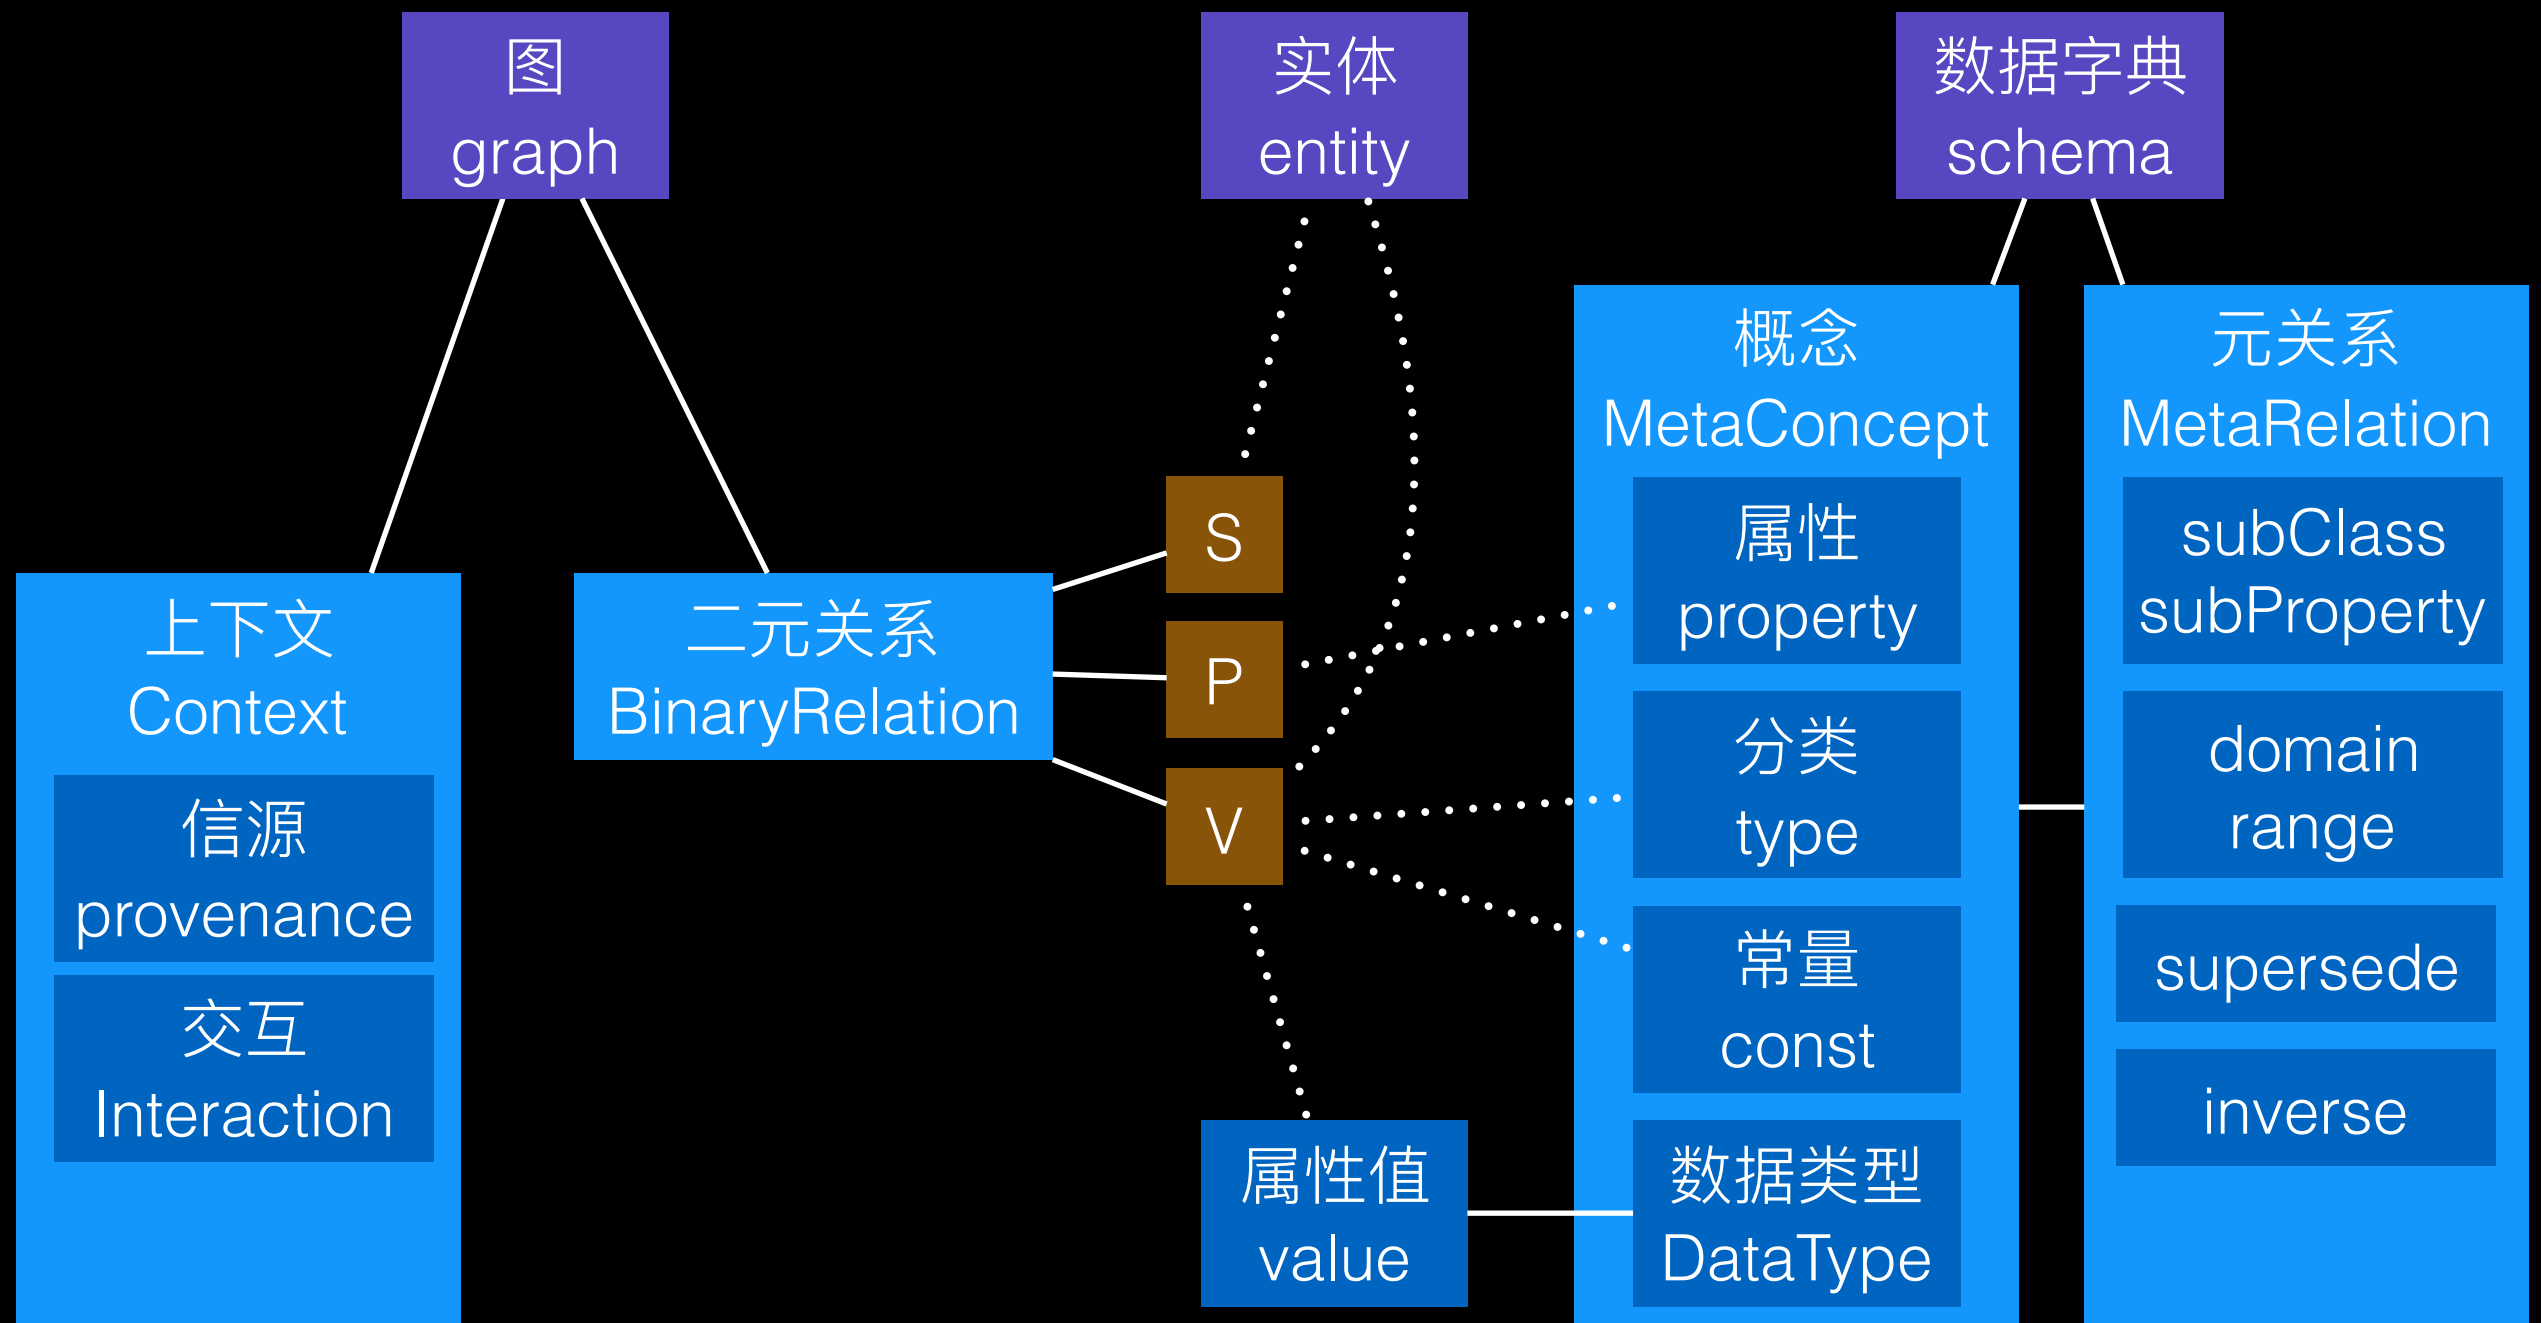 图
graph
实体
entity
数据字典
schema
上下文
Context
信源
provenance
交互
Interaction
二元关系
BinaryRelation
S
P
V
属性值
value
概念
MetaConcept
属性
property
分类
type
常量
const
数据类型
DataType
元关系
MetaRelation
subClass
subProperty
domain
range
supersede
inverse